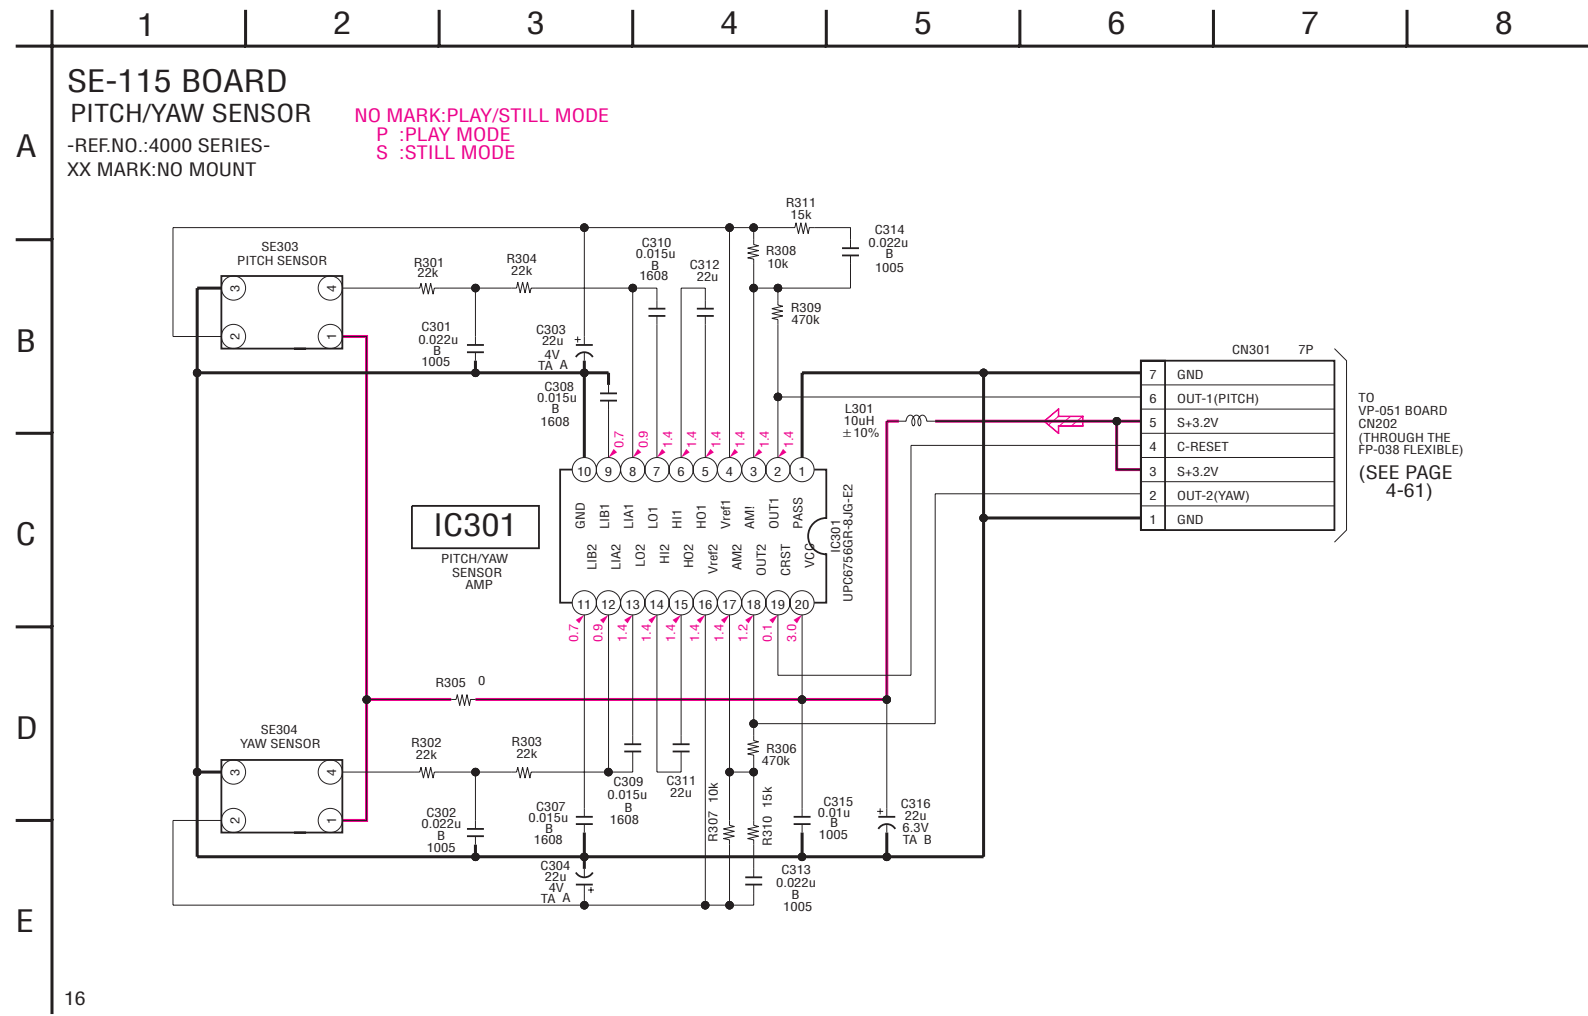 1 2 3 4 5 6 7 8
A
B
C
D
E
SE-115 BOARD
PITCH/YAW SENSOR
-REF.NO.:4000 SERIES-
XX MARK:NO MOUNT
NO MARK:PLAY/STILL MODE
P :PLAY MODE
S :STILL MODE
R311
15k
C314
0.022u
B
1005
SE303
PITCH SENSOR
3
4
2
1
R301
22k
R304
22k
C310
0.015u
B
1608
C312
22u
R308
10k
R309
470k
C301
0.022u
B
1005
C303
22u
4V
TA A
+
C308
0.015u
B
1608
L301
10uH
±10%
CN301 7P
7 GND
6 OUT-1(PITCH)
5 S+3.2V
4 C-RESET
3 S+3.2V
2 OUT-2(YAW)
1 GND
TO
VP-051 BOARD
CN202
(THROUGH THE
FP-038 FLEXIBLE)
(SEE PAGE
4-61)
0.7 0.9 1.4 1.4 1.4 1.4 1.4 1.4
10 9 8 7 6 5 4 3 2 1
GND LIB1 LIA1 LO1 HI1 HO1 Vref1 AM! OUT1 PASS
LIB2 LIA2 LO2 HI2 HO2 Vref2 AM2 OUT2 CRST VCC
IC301
UPC6756GR-8JG-E2
IC301
PITCH/YAW
SENSOR
AMP
11 12 13 14 15 16 17 18 19 20
0.7 0.9 1.4 1.4 1.4 1.4 1.4 1.2 0.1 3.0
R305 0
SE304
YAW SENSOR
3
4
2
1
R302
22k
R303
22k
C309
0.015u
B
1608
C311
22u
R306
470k
R307 10k
R310 15k
C302
0.022u
B
1005
C307
0.015u
B
1608
C315
0.01u
B
1005
C316
22u
6.3V
TA B
+
C304
22u
4V
TA A
+
C313
0.022u
B
1005
16